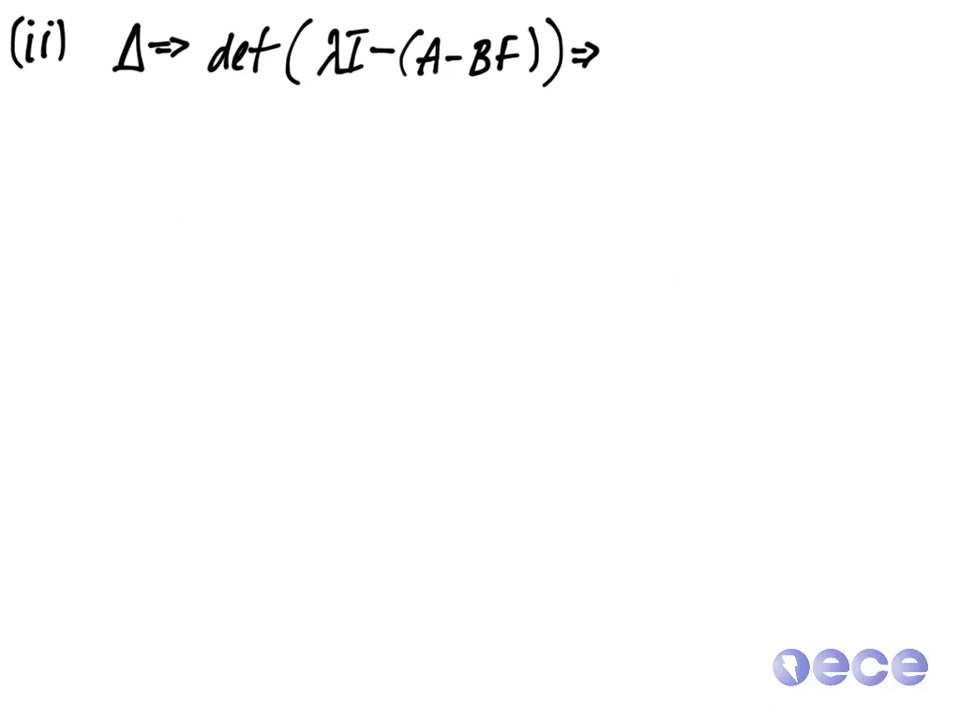 (ii) Δ⇒ det(λI-(A-BF))⇒
ece